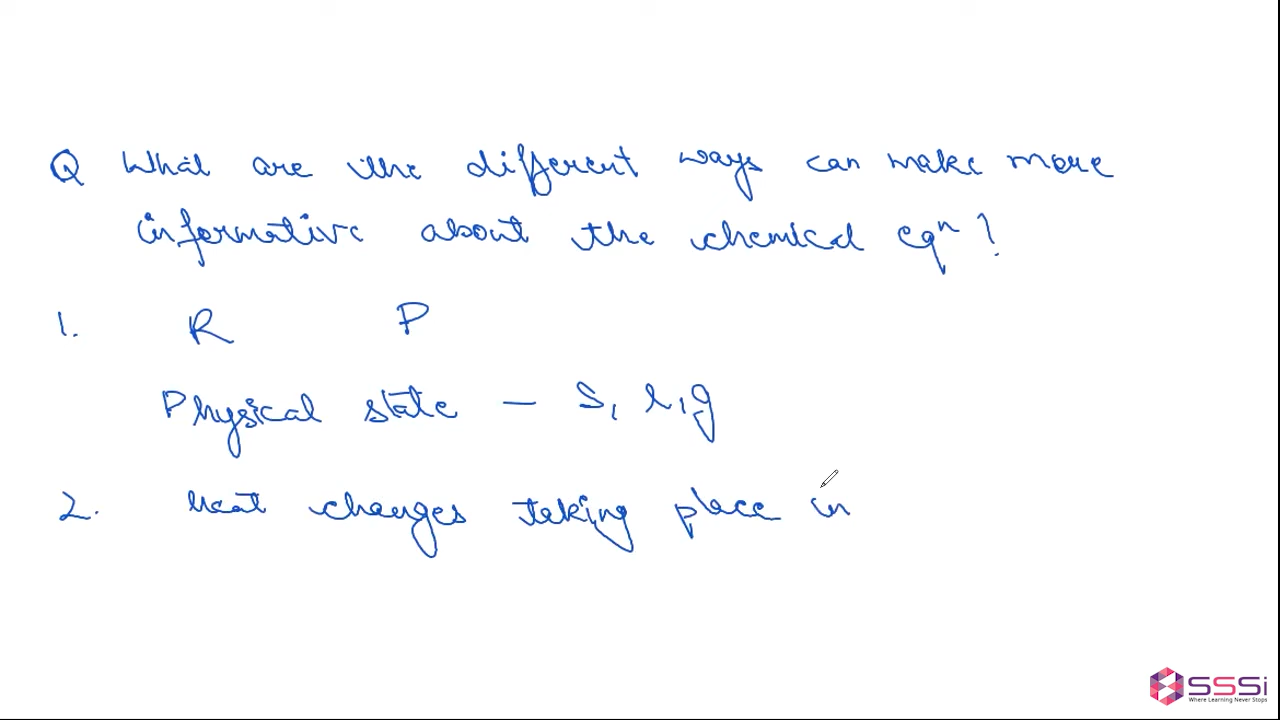 Q What are the different ways can make more
informative about the chemical eqⁿ?
1. R P
Physical state - s, l, g
2. Heat changes taking place in
SSSi
Where Learning Never Stops